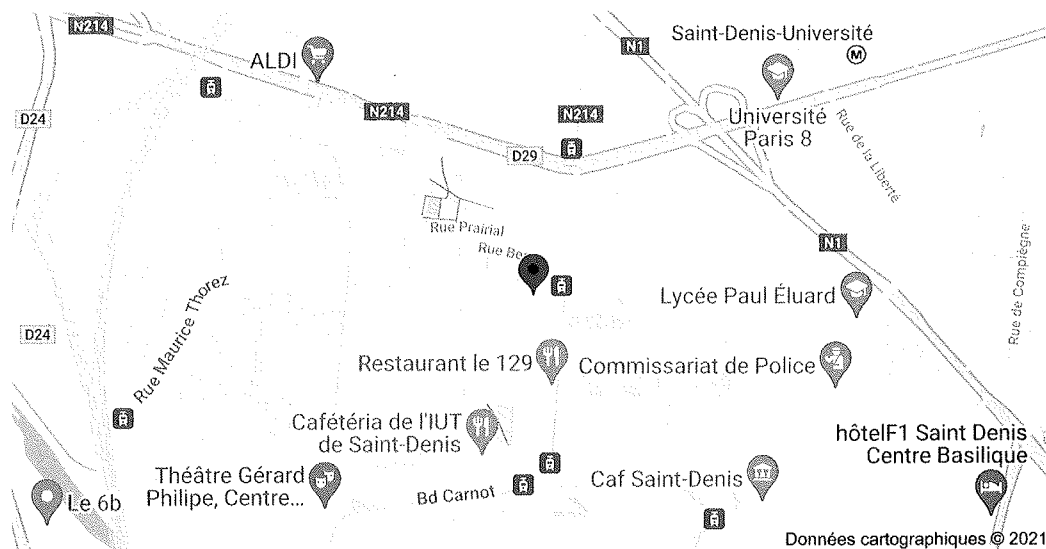 N214
N1
Saint-Denis-Université
M
ALDI
D24
N214
N214
Université
Paris 8
Rue de la Liberté
D29
Rue Prairial
Rue
N1
Rue de Compiègne
Rue Maurice Thorez
Lycée Paul Éluard
D24
Restaurant le 129
Commissariat de Police
Cafétéria de l'IUT
de Saint-Denis
hôtelF1 Saint Denis
Centre Basilique
Théâtre Gérard
Philipe, Centre...
Caf Saint-Denis
Bd Carnot
Le 6b
Données cartographiques © 2021